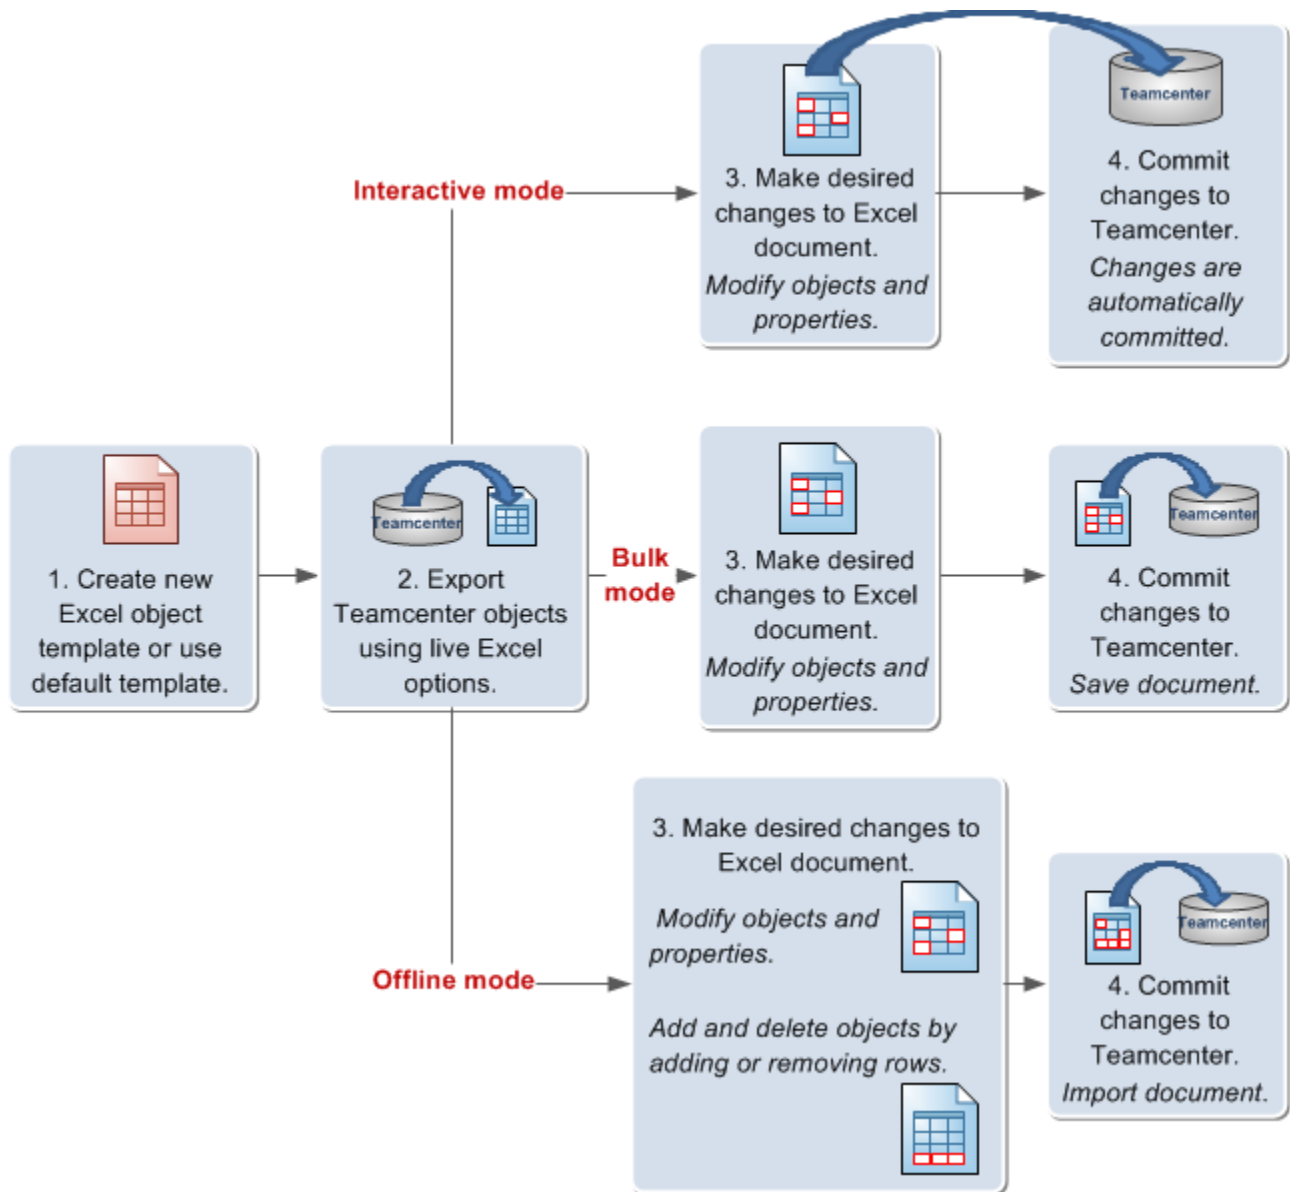 Teamcenter
3. Make desired
changes to Excel
document.
Modify objects and
properties.
4. Commit
changes to
Teamcenter.
Changes are
automatically
committed.
Interactive mode
1. Create new
Excel object
template or use
default template.
Teamcenter
2. Export
Teamcenter objects
using live Excel
options.
Bulk
mode
3. Make desired
changes to Excel
document.
Modify objects and
properties.
Teamcenter
4. Commit
changes to
Teamcenter.
Save document.
Offline mode
3. Make desired changes to
Excel document.
Modify objects and
properties.
Add and delete objects by
adding or removing rows.
Teamcenter
4. Commit
changes to
Teamcenter.
Import document.